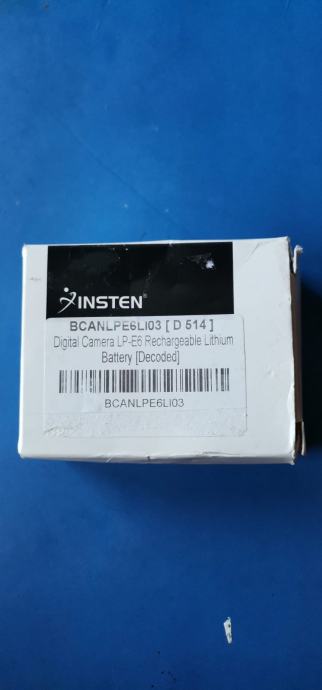 INSTEN®
BCANLPE6LI03 [ D 514 ]
Digital Camera LP-E6 Rechargeable Lithium
Battery [Decoded]
BCANLPE6LI03